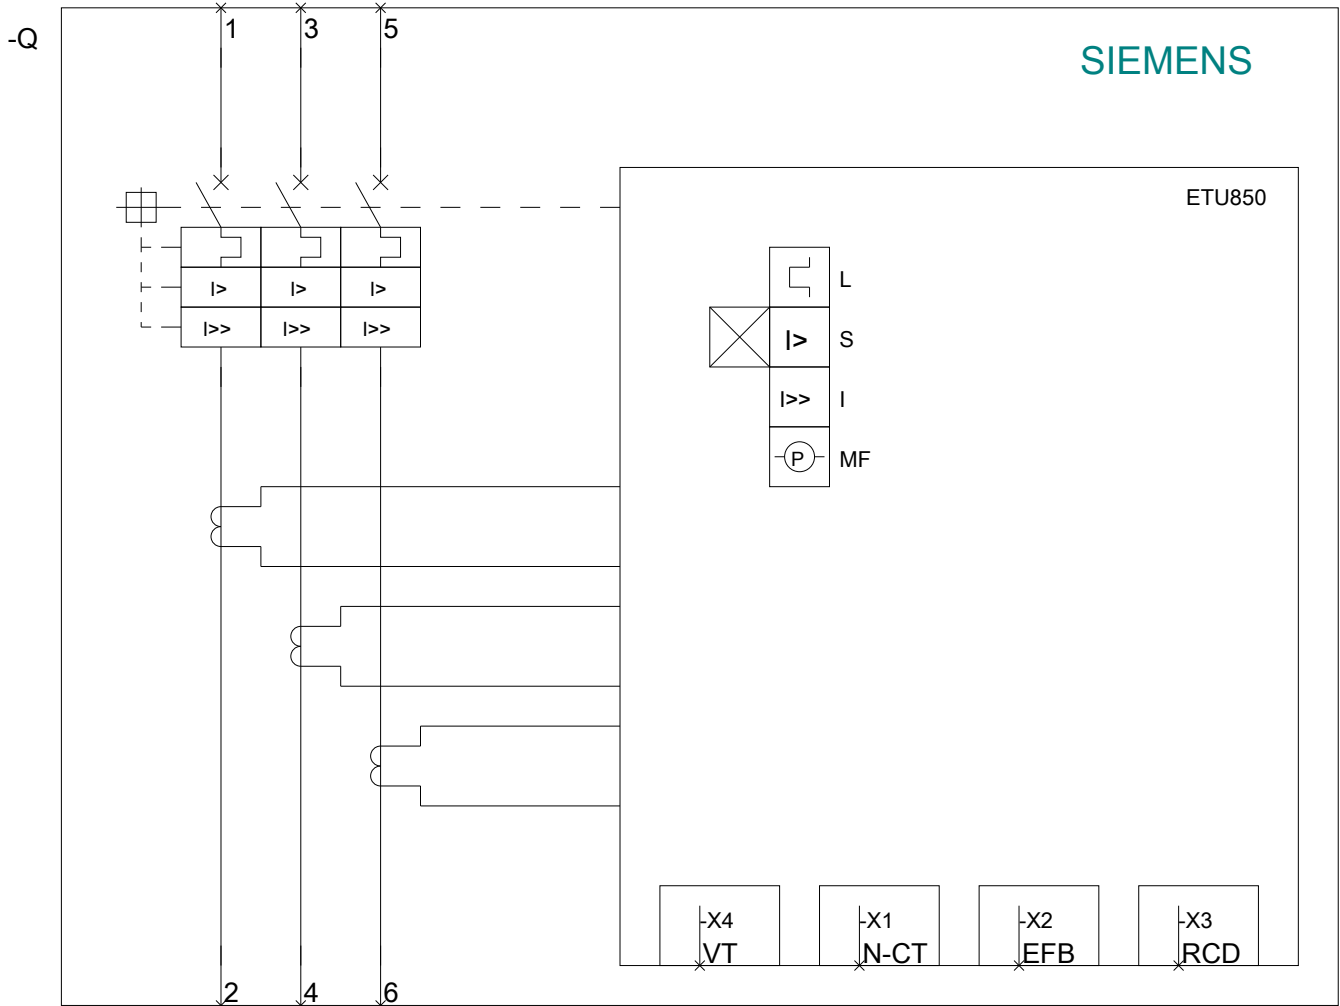 -Q
1 3 5
SIEMENS
ETU850
I> I> I>
I>> I>> I>>
L
I> S
I>> I
P MF
-X4 -X1 -X2 -X3
VT N-CT EFB RCD
2 4 6